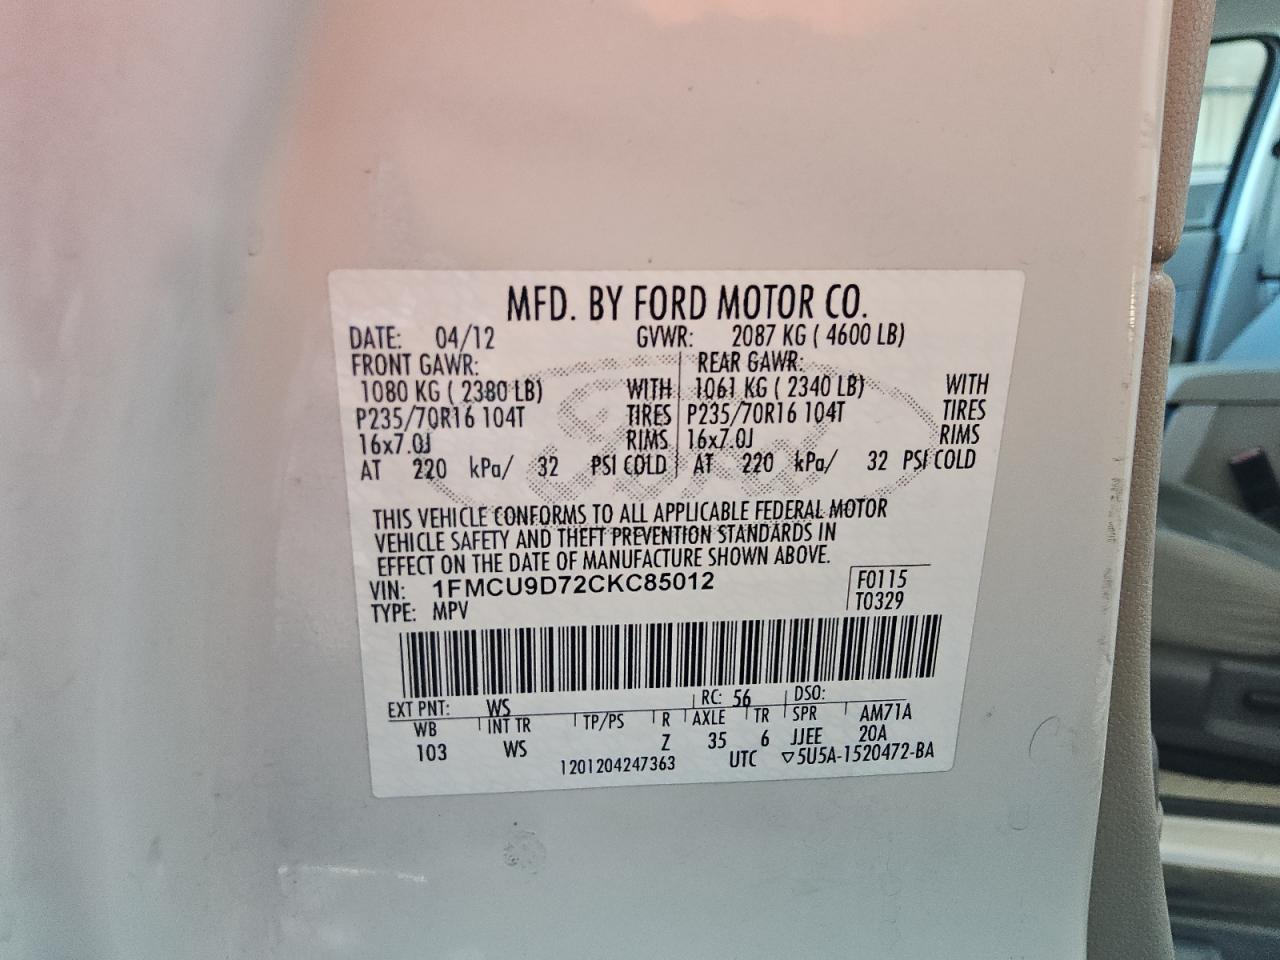 MFD. BY FORD MOTOR CO.
DATE: 04/12 GVWR: 2087 KG ( 4600 LB)
FRONT GAWR: REAR GAWR:
1080 KG ( 2380 LB) WITH 1061 KG ( 2340 LB) WITH
P235/70R16 104T TIRES P235/70R16 104T TIRES
16x7.0J RIMS 16x7.0J RIMS
AT 220 kPa/ 32 PSI COLD AT 220 kPa/ 32 PSI COLD
Ford
THIS VEHICLE CONFORMS TO ALL APPLICABLE FEDERAL MOTOR
VEHICLE SAFETY AND THEFT PREVENTION STANDARDS IN
EFFECT ON THE DATE OF MANUFACTURE SHOWN ABOVE.
VIN: 1FMCU9D72CKC85012 F0115
TYPE: MPV T0329
EXT PNT: WS RC: 56 DSO:
WB INT TR TP/PS R AXLE TR SPR AM71A
103 WS Z 35 6 JJEE 20A
1201204247363 UTC ▽5U5A-1520472-BA